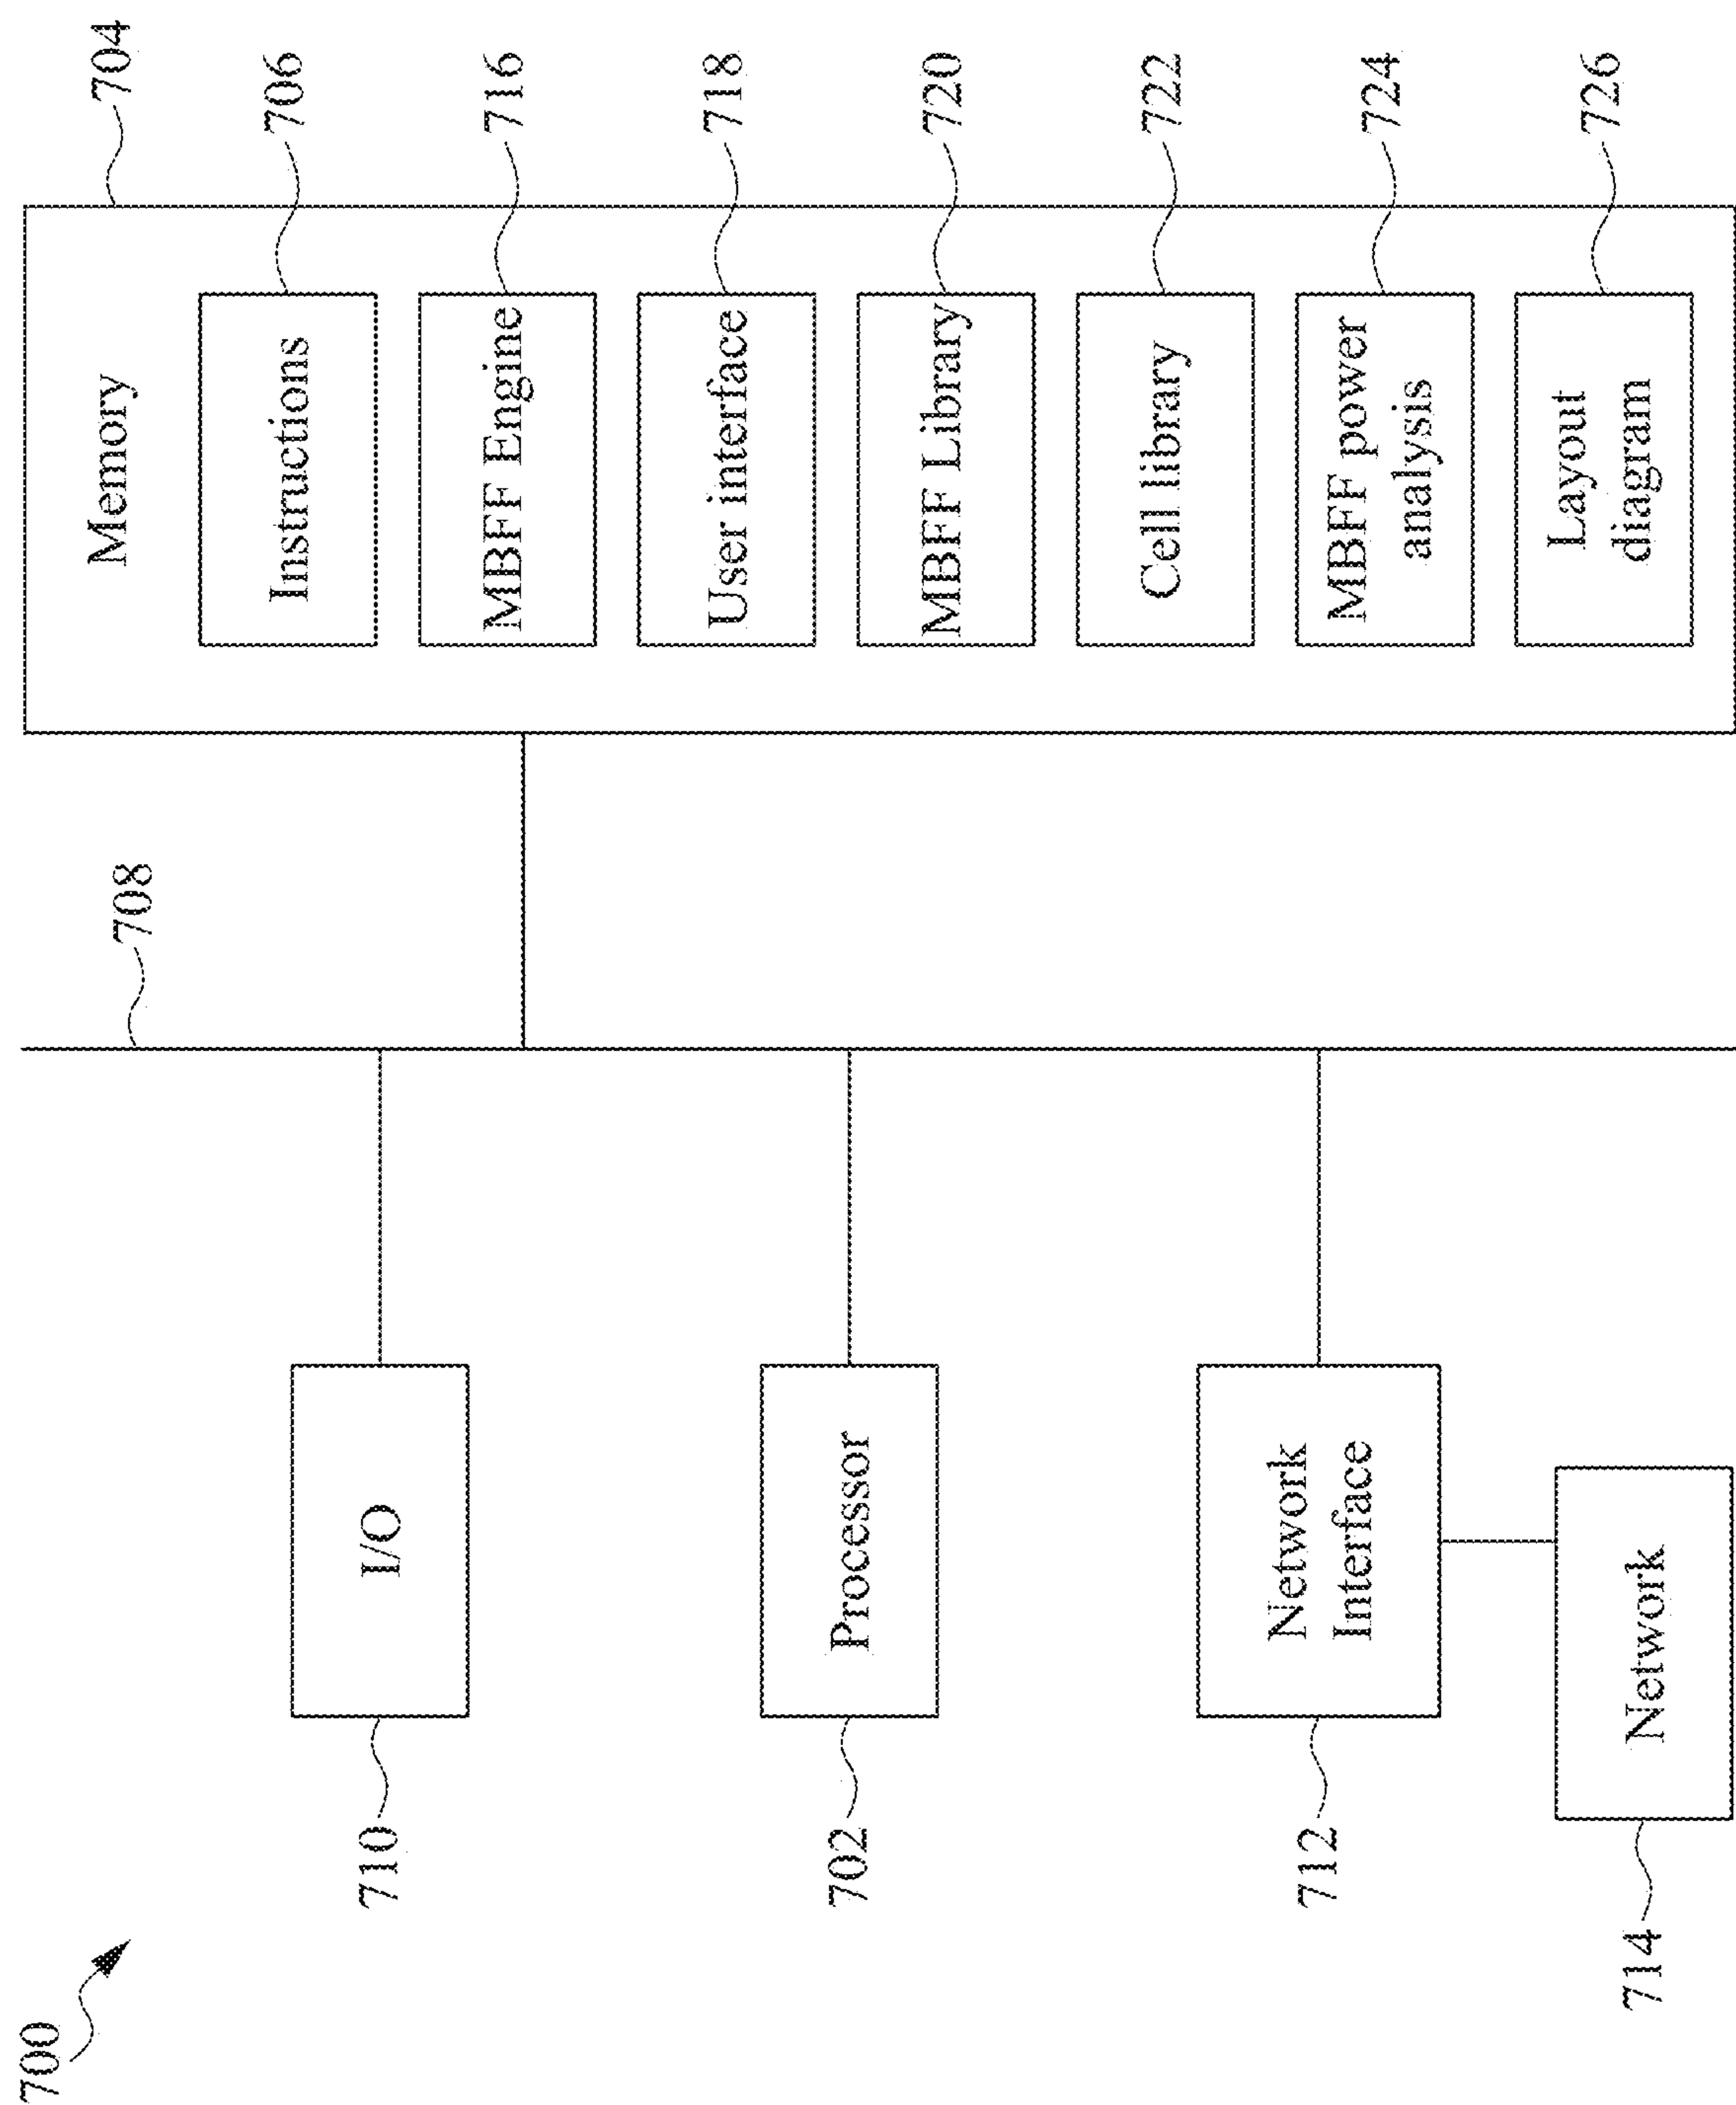 700
710
I/O
702
Processor
712
Network
Interface
714
Network
708
704
Memory
Instructions
706
MBFF Engine
716
User interface
718
MBFF Library
720
Cell library
722
MBFF power
analysis
724
Layout
diagram
726